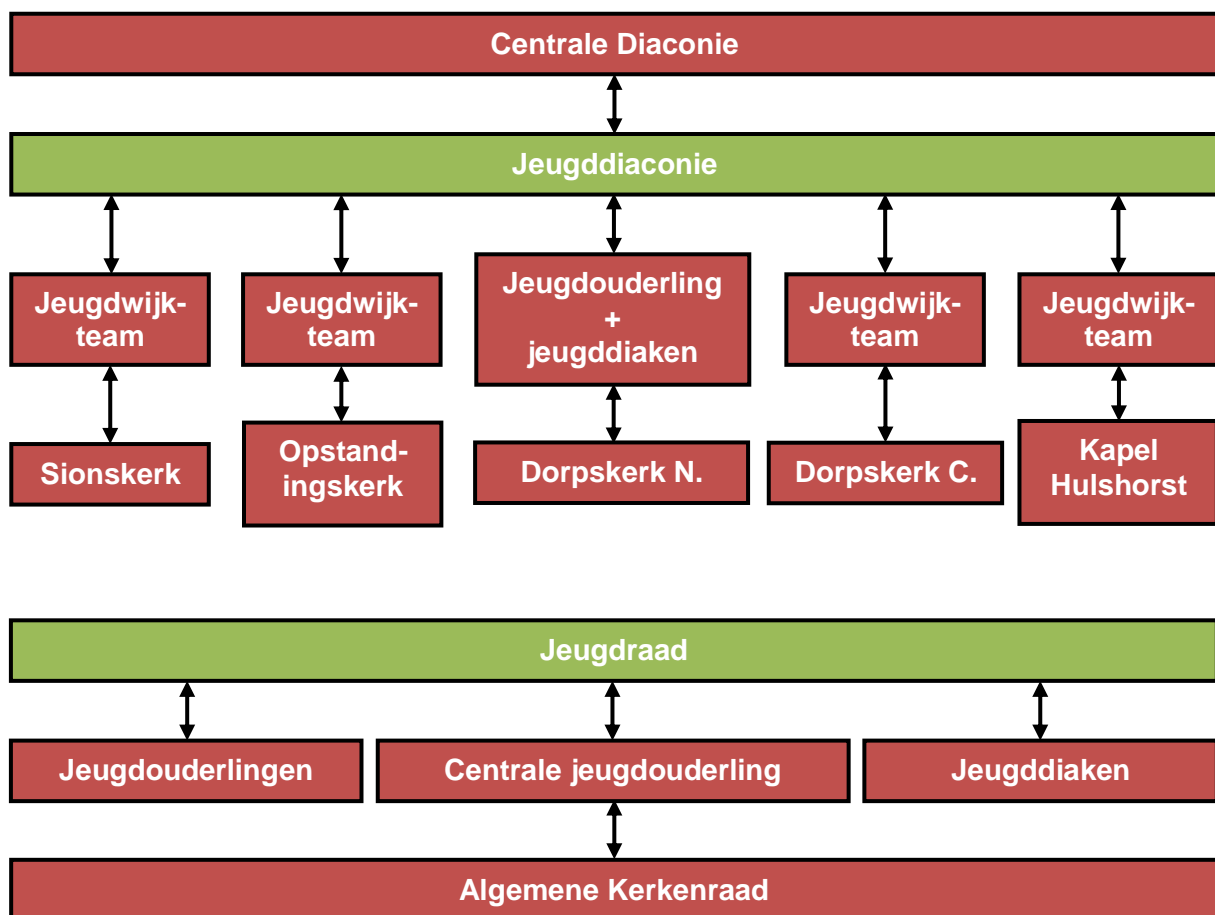 Centrale Diaconie
Jeugddiaconie
Jeugdwijk-
team
Jeugdwijk-
team
Jeugdouderling
+
jeugddiaken
Jeugdwijk-
team
Jeugdwijk-
team
Sionskerk
Opstand-
ingskerk
Dorpskerk N.
Dorpskerk C.
Kapel
Hulshorst
Jeugdraad
Jeugdouderlingen
Centrale jeugdouderling
Jeugddiaken
Algemene Kerkenraad